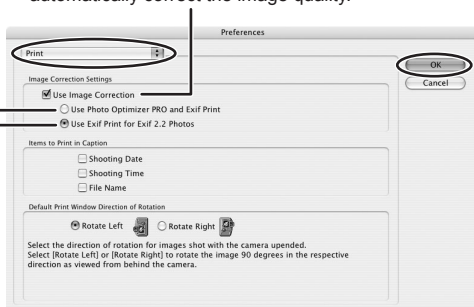 automatically correct the image quality.
Preferences
Print
OK
Cancel
Image Correction Settings
Use Image Correction
Use Photo Optimizer PRO and Exif Print
Use Exif Print for Exif 2.2 Photos
Items to Print in Caption
Shooting Date
Shooting Time
File Name
Default Print Window Direction of Rotation
Rotate Left Rotate Right
Select the direction of rotation for images shot with the camera upended.
Select [Rotate Left] or [Rotate Right] to rotate the image 90 degrees in the respective
direction as viewed from behind the camera.